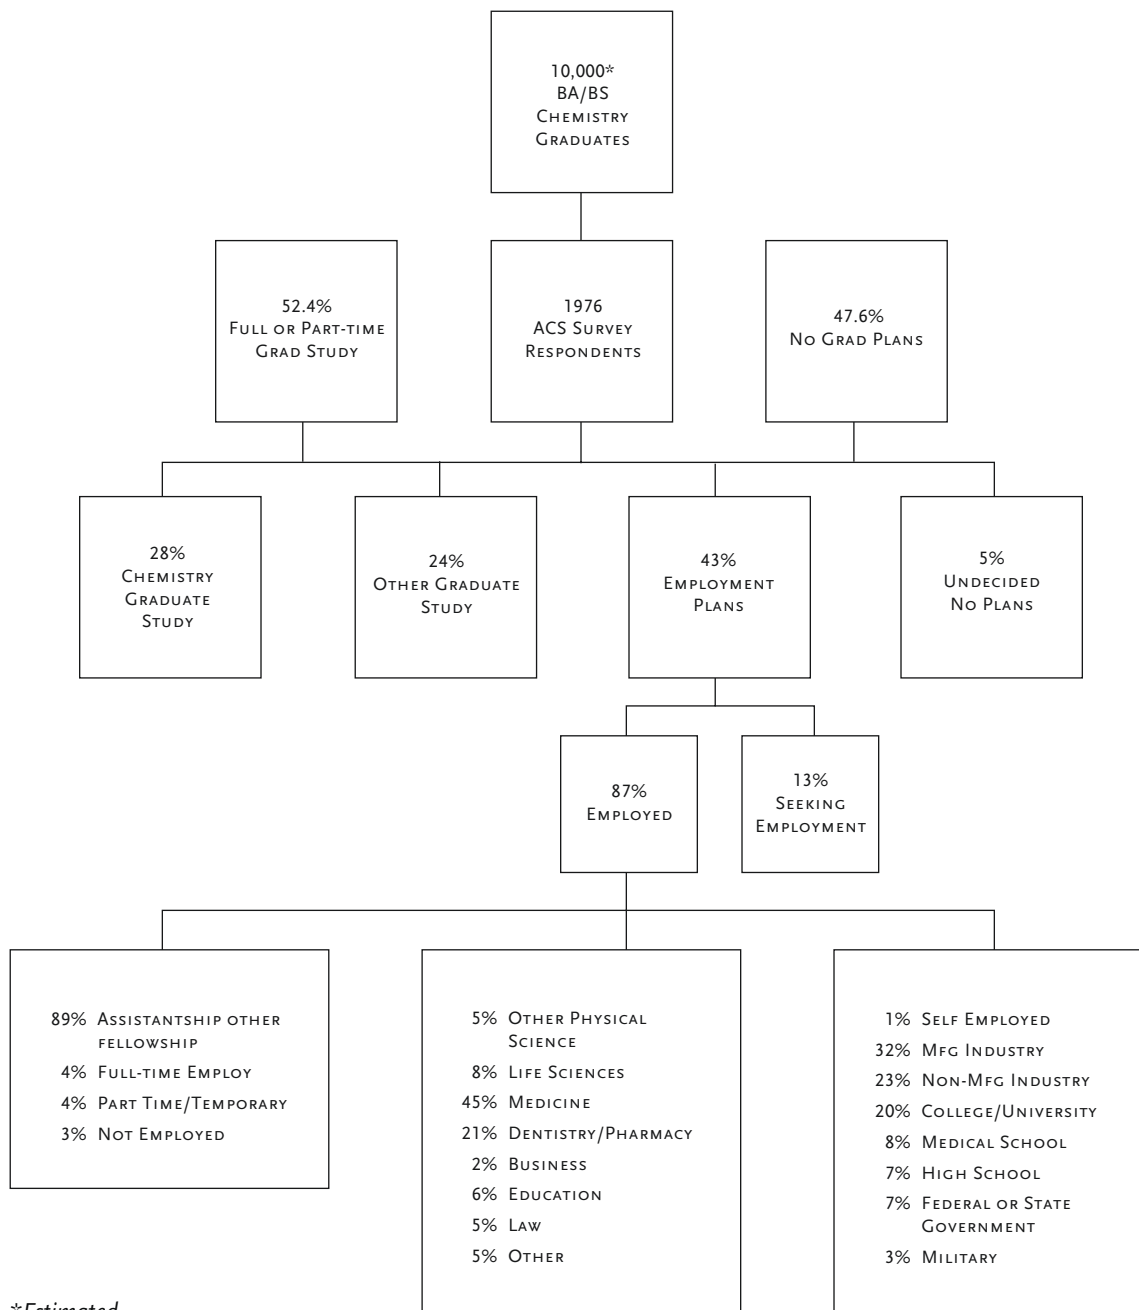 10,000*
BA/BS
Chemistry
Graduates
52.4%
Full or Part-time
Grad Study
1976
ACS Survey
Respondents
47.6%
No Grad Plans
28%
Chemistry
Graduate
Study
24%
Other Graduate
Study
43%
Employment
Plans
5%
Undecided
No Plans
87%
Employed
13%
Seeking
Employment
89% Assistantship other
fellowship
4% Full-time Employ
4% Part Time/Temporary
3% Not Employed
5% Other Physical
Science
8% Life Sciences
45% Medicine
21% Dentistry/Pharmacy
2% Business
6% Education
5% Law
5% Other
1% Self Employed
32% Mfg Industry
23% Non-Mfg Industry
20% College/University
8% Medical School
7% High School
7% Federal or State
Government
3% Military
*Estimated